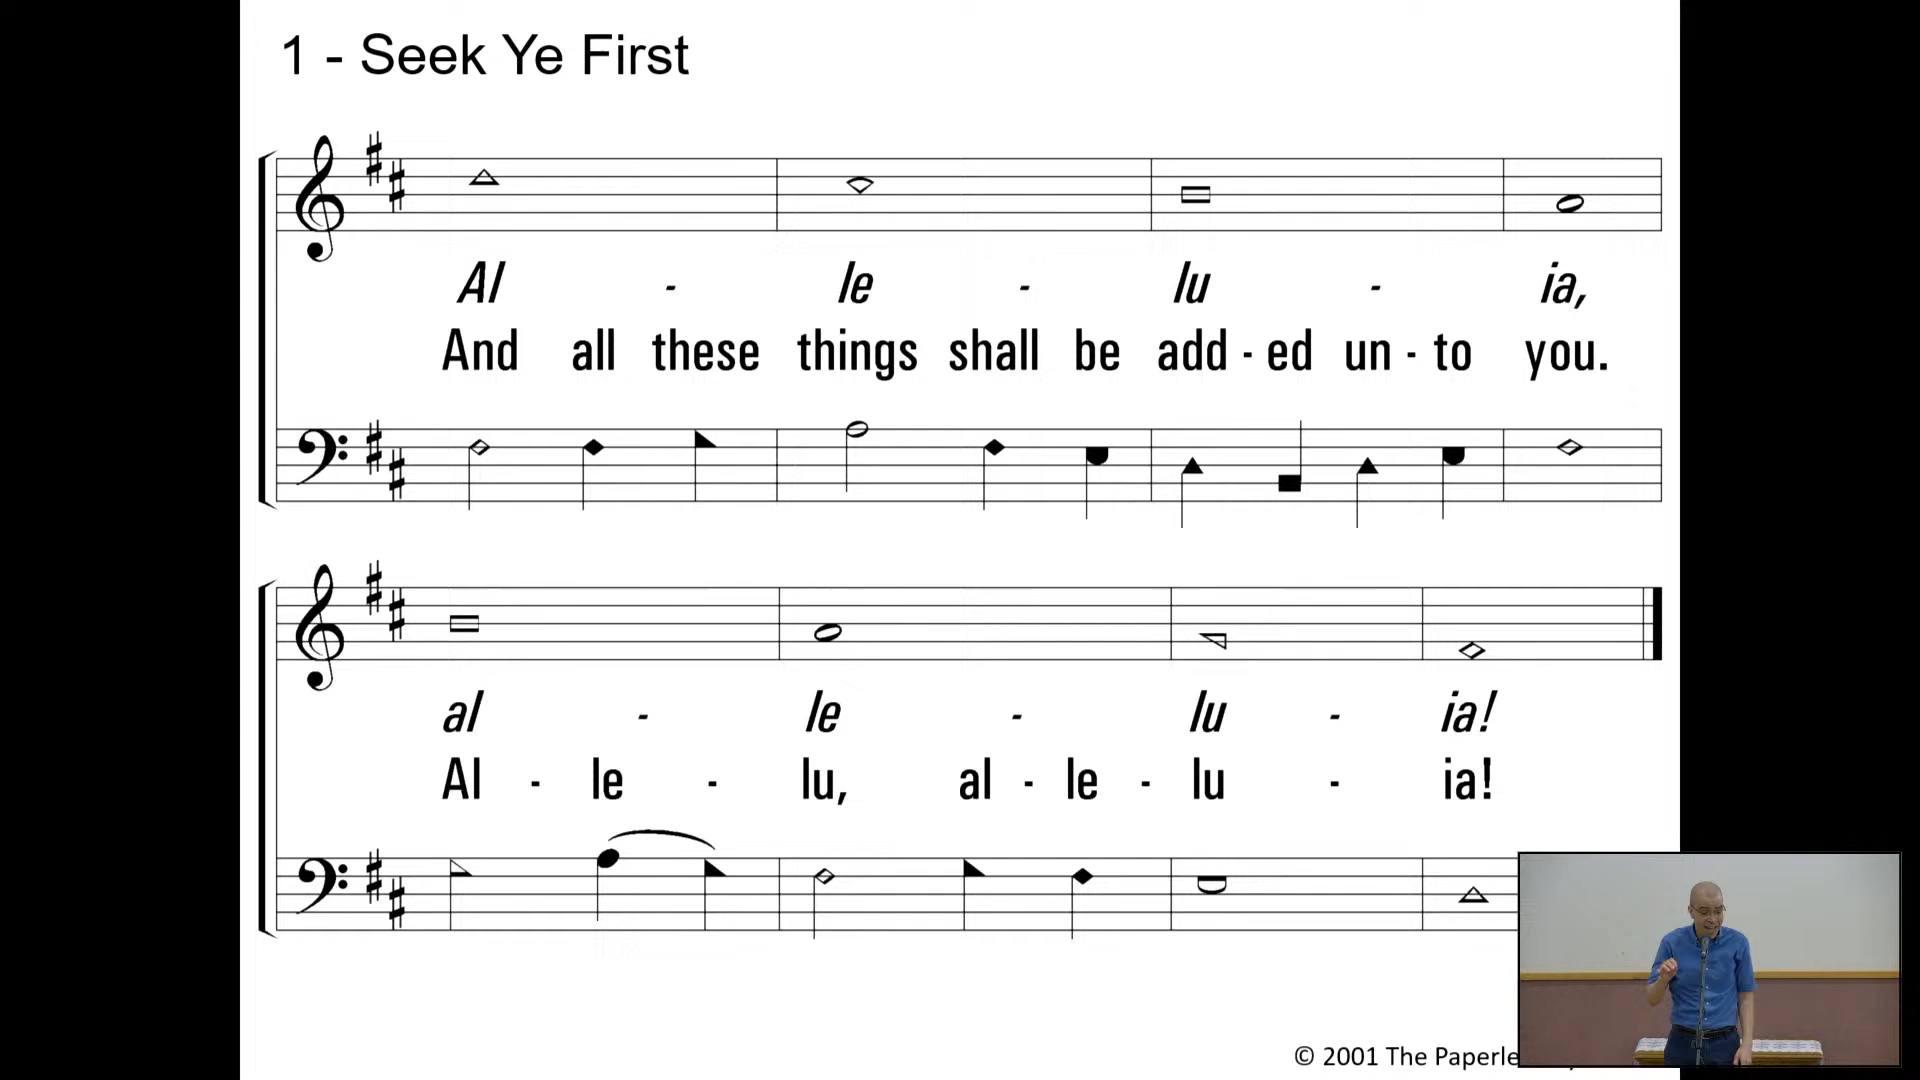 1 - Seek Ye First
Al - le - lu - ia,
And all these things shall be add - ed un - to you.
al - le - lu - ia!
Al - le - lu, al - le - lu - ia!
© 2001 The